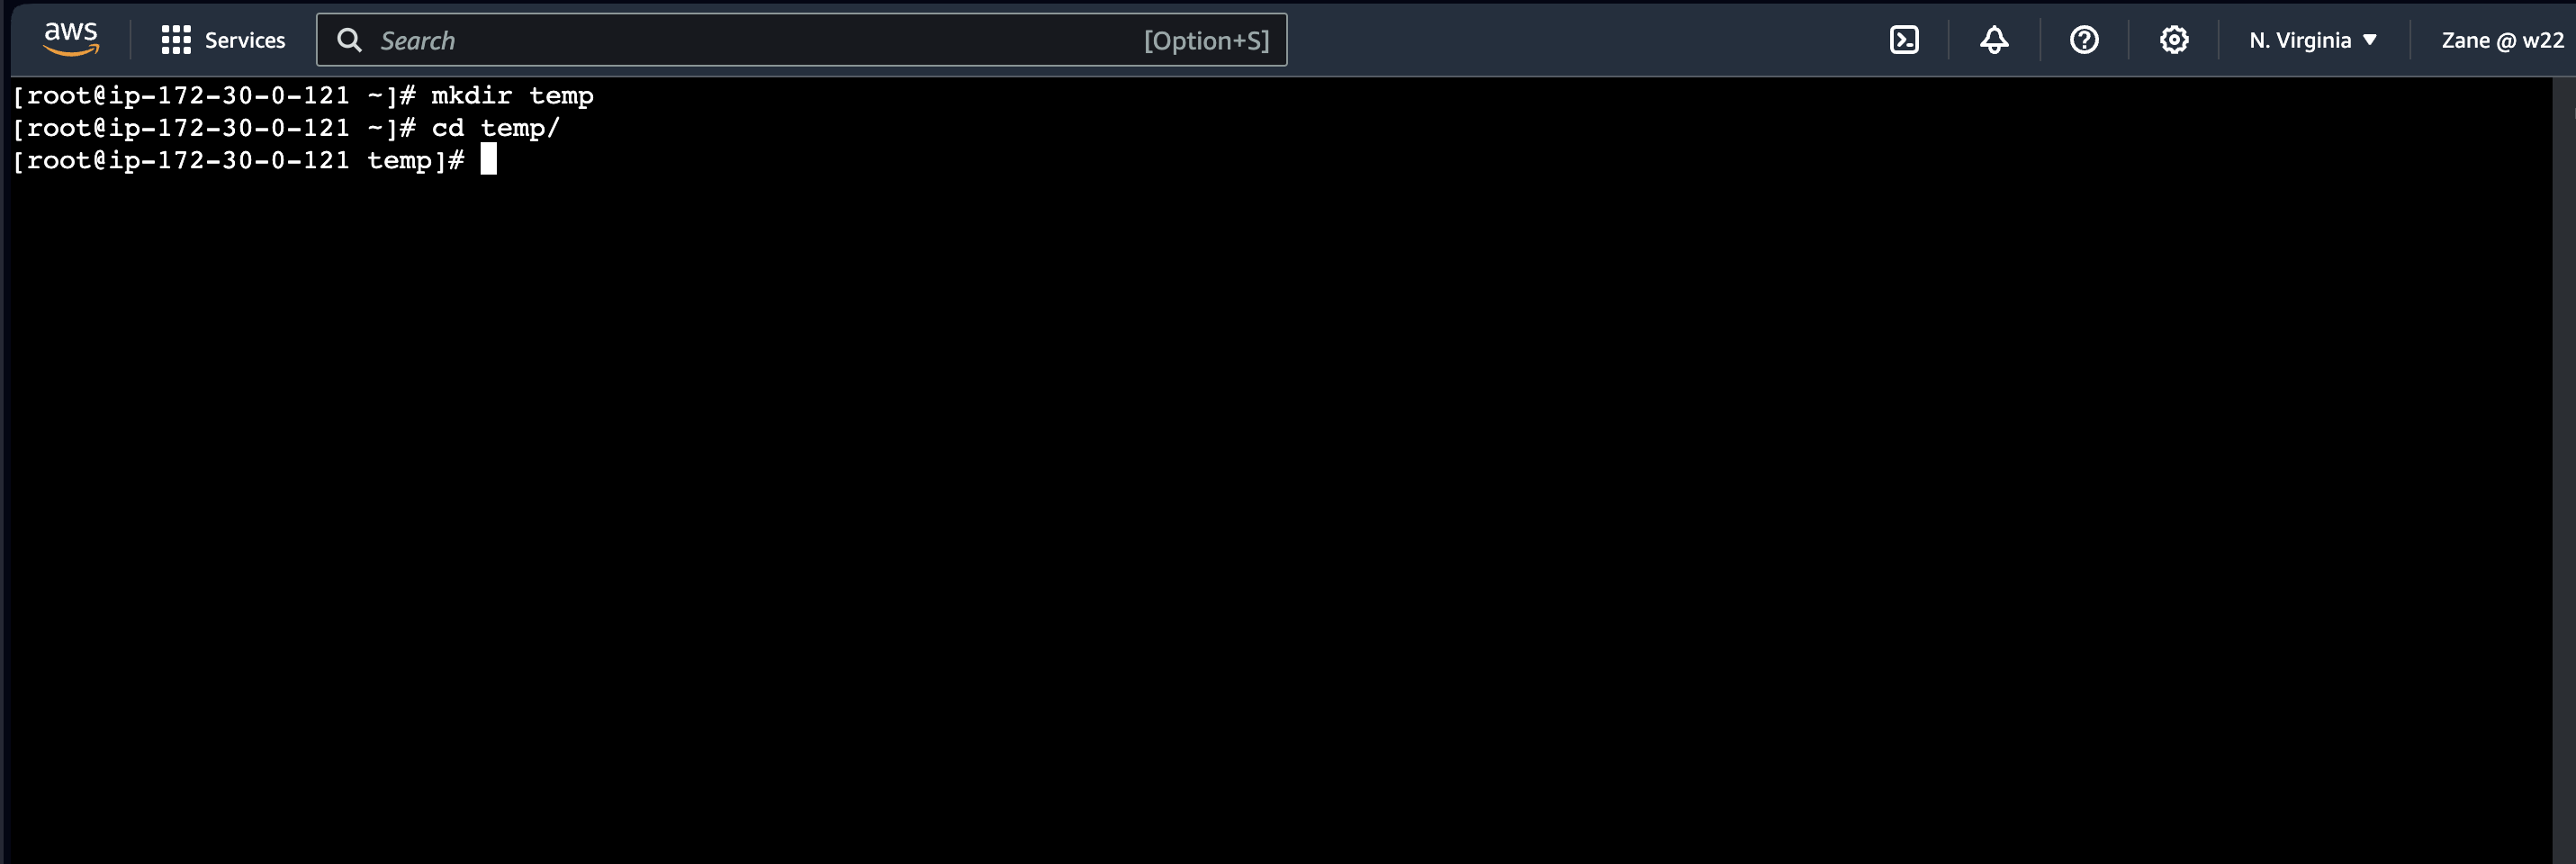 aws Services Search [Option+S] N. Virginia Zane @ w22
[root@ip-172-30-0-121 ~]# mkdir temp
[root@ip-172-30-0-121 ~]# cd temp/
[root@ip-172-30-0-121 temp]#